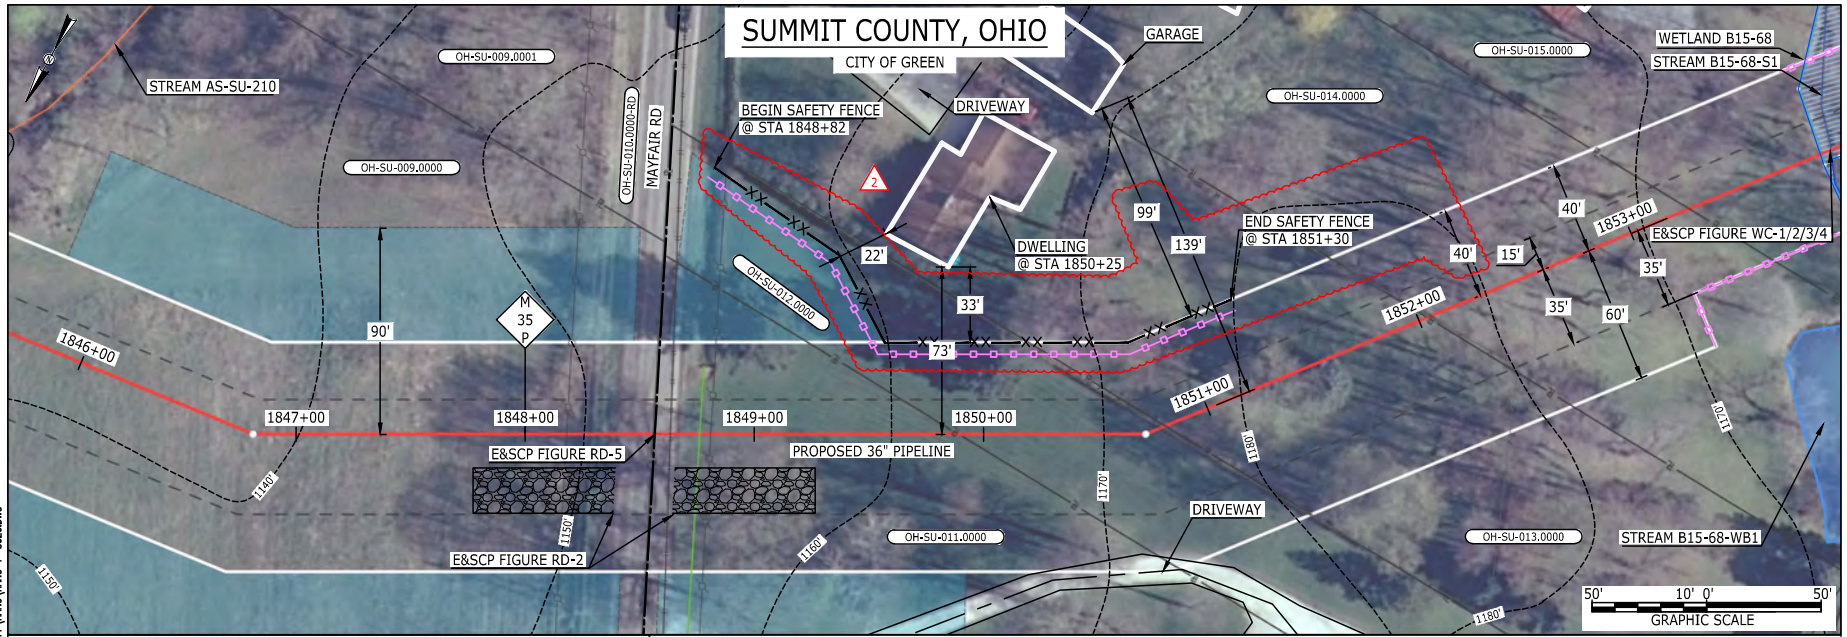 SUMMIT COUNTY, OHIO
CITY OF GREEN
STREAM AS-SU-210
OH-SU-009.0001
OH-SU-009.0000
OH-SU-010.0000-RD
MAYFAIR RD
BEGIN SAFETY FENCE
@ STA 1848+82
DRIVEWAY
GARAGE
2
OH-SU-014.0000
OH-SU-015.0000
WETLAND B15-68
STREAM B15-68-S1
99'
139'
22'
DWELLING
@ STA 1850+25
END SAFETY FENCE
@ STA 1851+30
40'
1853+00
E&SCP FIGURE WC-1/2/3/4
40'
15'
35'
35'
60'
OH-SU-012.0000
33'
73'
90'
M
35
P
1846+00
1847+00
1848+00
1849+00
1850+00
1851+00
1852+00
E&SCP FIGURE RD-5
PROPOSED 36" PIPELINE
E&SCP FIGURE RD-2
OH-SU-011.0000
DRIVEWAY
OH-SU-013.0000
STREAM B15-68-WB1
1140'
1150'
1150'
1160'
1170'
1180'
1170'
1180'
50'
10'
0'
50'
GRAPHIC SCALE